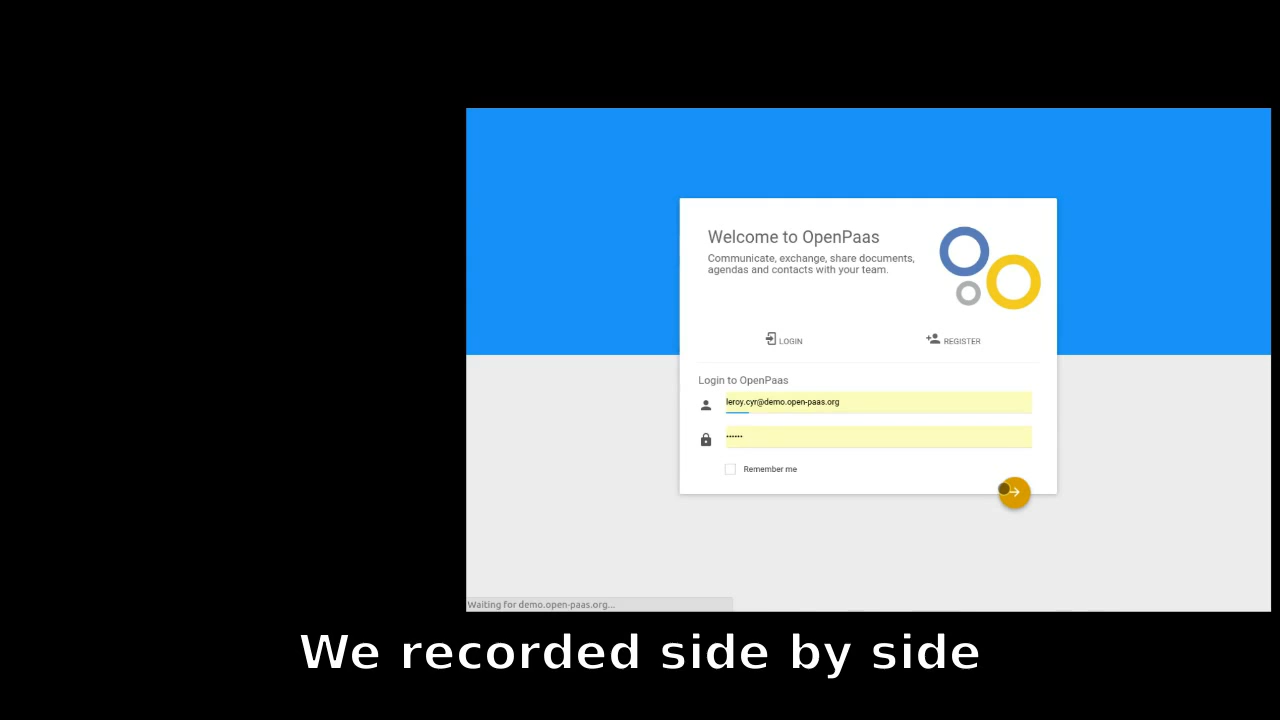 Welcome to OpenPaas
Communicate, exchange, share documents,
agendas and contacts with your team.
LOGIN
REGISTER
Login to OpenPaas
leroy.cyr@demo.open-paas.org
••••••
Remember me
Waiting for demo.open-paas.org...
We recorded side by side